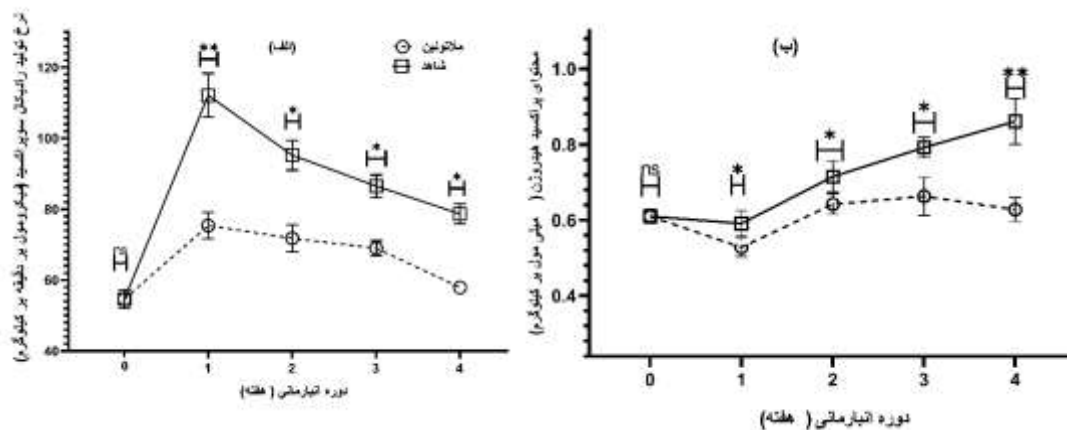 نرخ تولید رادیکال سوپراکسید (میکرومول بر دقیقه بر کیلوگرم)
(الف)
ملاتونین
شاهد
120
100
80
60
40
ns
**
*
*
*
0 1 2 3 4
دوره انبارمانی ( هفته)
محتوای پراکسید هیدروژن ( میلی مول بر کیلوگرم)
(ب)
1.0
0.8
0.6
0.4
ns
*
*
*
**
0 1 2 3 4
دوره انبارمانی ( هفته)